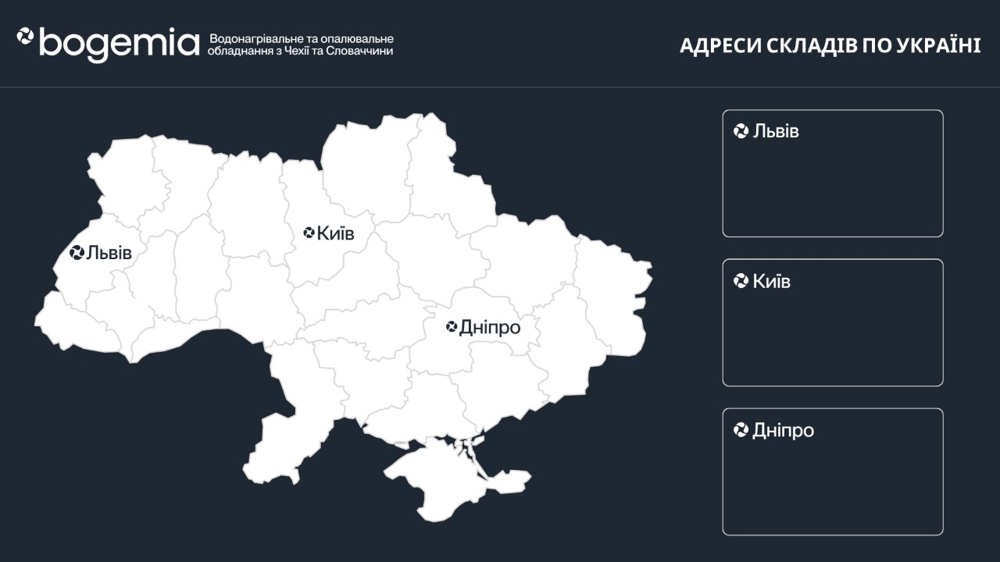 bogemia
Водонагрівальне та опалювальне
обладнання з Чехії та Словаччини
АДРЕСИ СКЛАДІВ ПО УКРАЇНІ
Львів
Київ
Дніпро
Львів
Київ
Дніпро